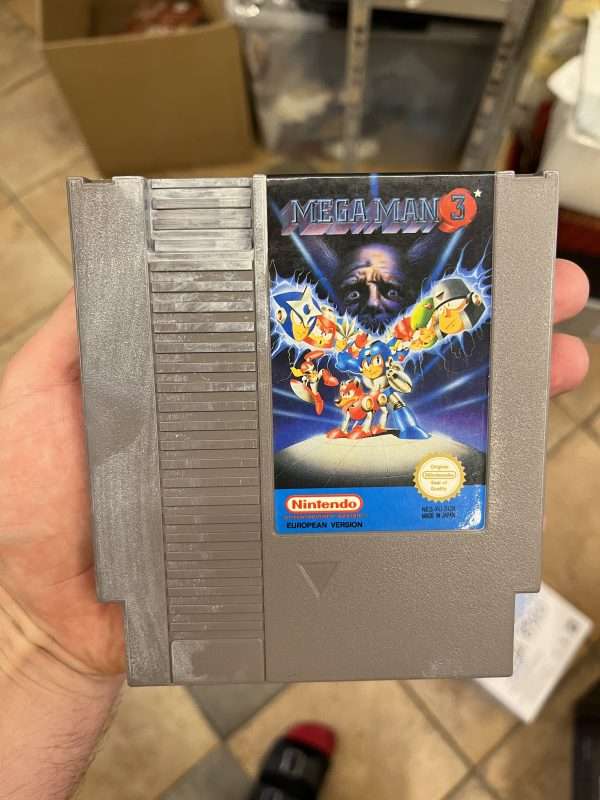 MEGA MAN 3
Original
Nintendo
Seal of
Quality
Nintendo
EUROPEAN VERSION
MADE IN JAPAN